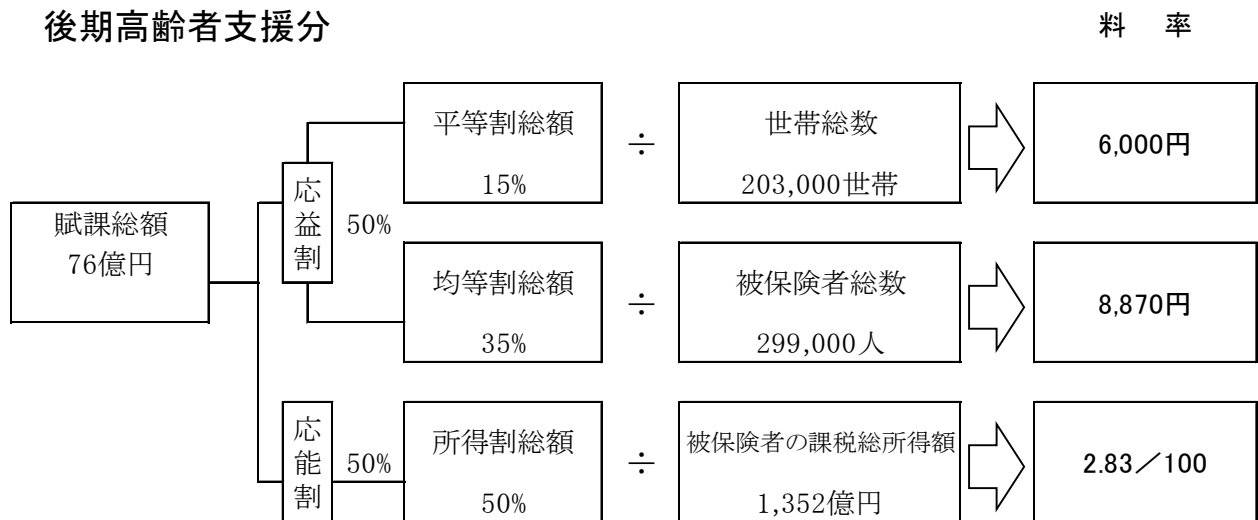 後期高齢者支援分
料　率
賦課総額
76億円
応益割
50%
平等割総額
15%
÷
世帯総数
203,000世帯
6,000円
均等割総額
35%
÷
被保険者総数
299,000人
8,870円
応能割
50%
所得割総額
50%
÷
被保険者の課税総所得額
1,352億円
2.83／100